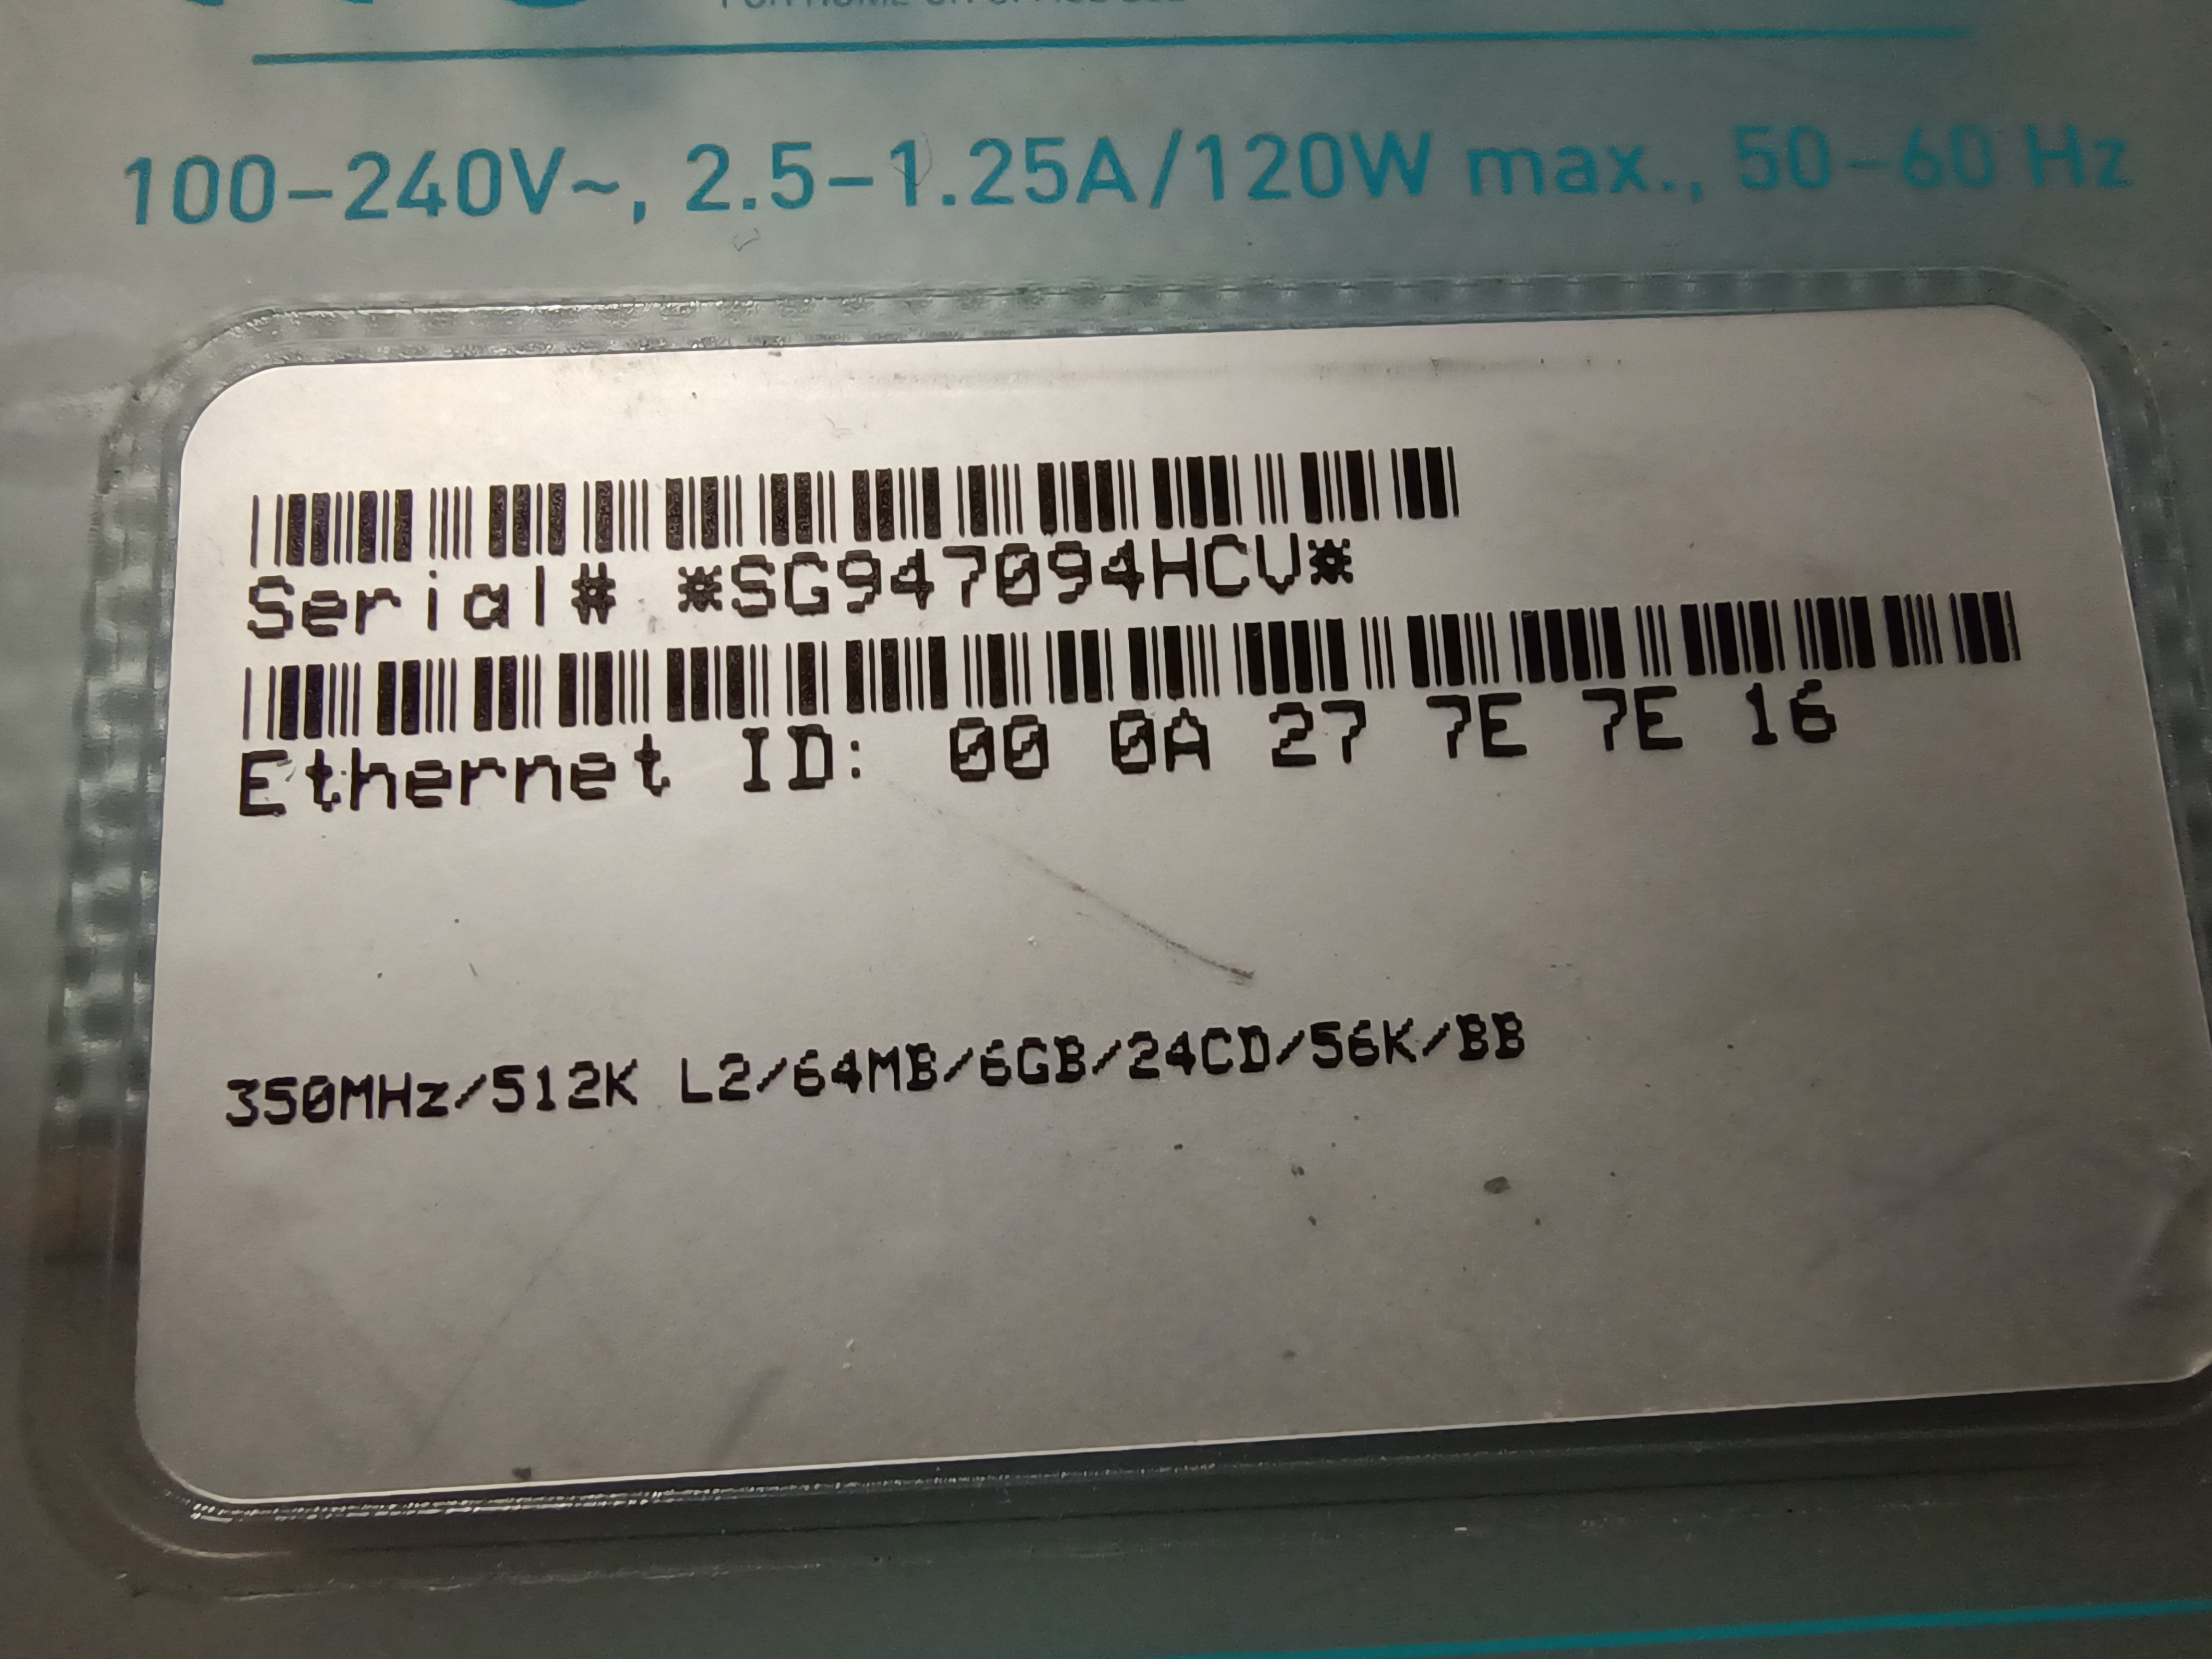 100-240V~, 2.5-1.25A/120W max., 50-60 Hz
Serial# *SG947094HCV*
Ethernet ID: 00 0A 27 7E 7E 16
350MHz/512K L2/64MB/6GB/24CD/56K/BB